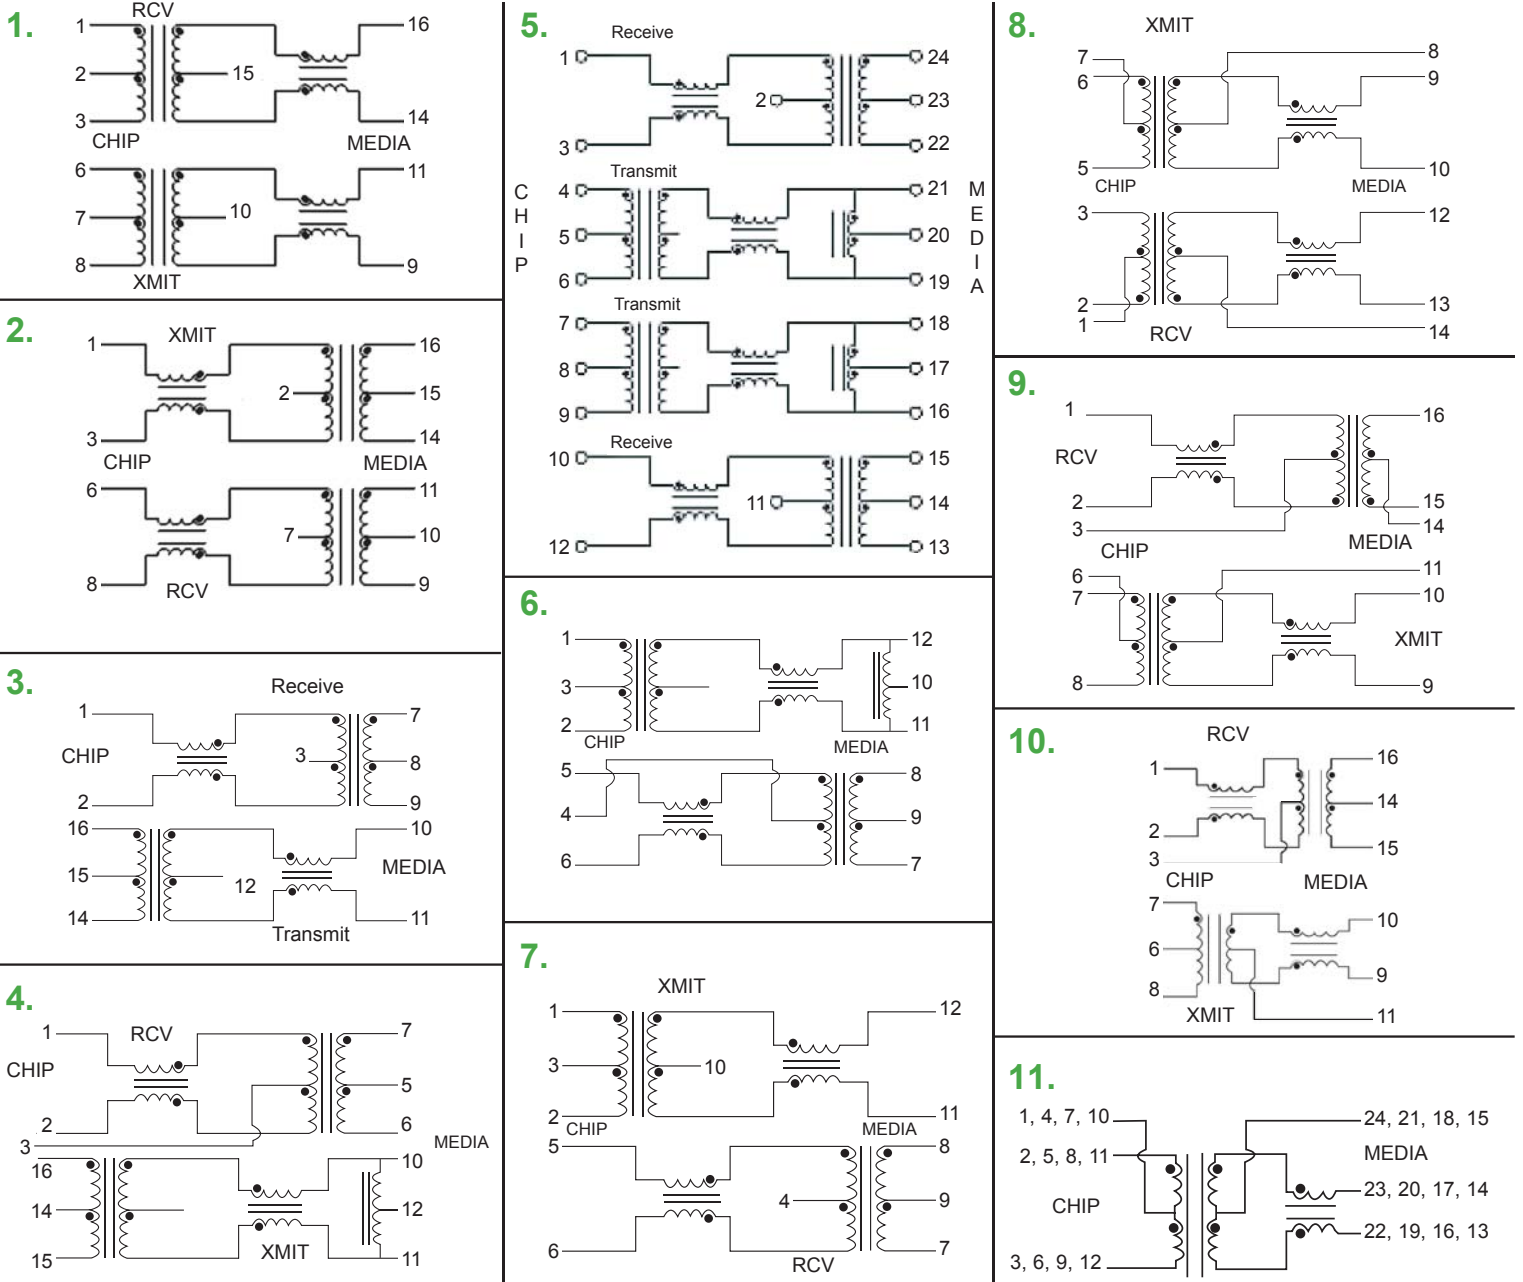 1.
RCV
1
16
2
15
3
14
CHIP
MEDIA
6
11
7
10
8
9
XMIT
2.
XMIT
1
16
2
15
3
14
CHIP
MEDIA
6
11
7
10
8
9
RCV
3.
Receive
1
7
CHIP
3
8
2
9
16
10
MEDIA
15
12
14
11
Transmit
4.
1
RCV
7
CHIP
5
2
6
3
MEDIA
16
10
14
12
XMIT
15
11
5.
Receive
1
24
2
23
3
22
Transmit
CHIP
MEDIA
4
21
5
20
6
19
Transmit
7
18
8
17
9
16
Receive
10
15
11
14
12
13
6.
1
12
3
10
2
11
CHIP
MEDIA
5
8
4
9
6
7
7.
XMIT
1
12
3
10
2
11
CHIP
MEDIA
5
8
4
9
6
7
RCV
8.
XMIT
7
8
6
9
5
10
CHIP
MEDIA
3
12
2
13
1
14
RCV
9.
1
16
RCV
2
15
3
14
CHIP
MEDIA
6
11
7
10
XMIT
8
9
10.
RCV
1
16
14
2
15
3
CHIP
MEDIA
7
10
6
9
8
XMIT
11
11.
1, 4, 7, 10
24, 21, 18, 15
2, 5, 8, 11
MEDIA
23, 20, 17, 14
CHIP
22, 19, 16, 13
3, 6, 9, 12